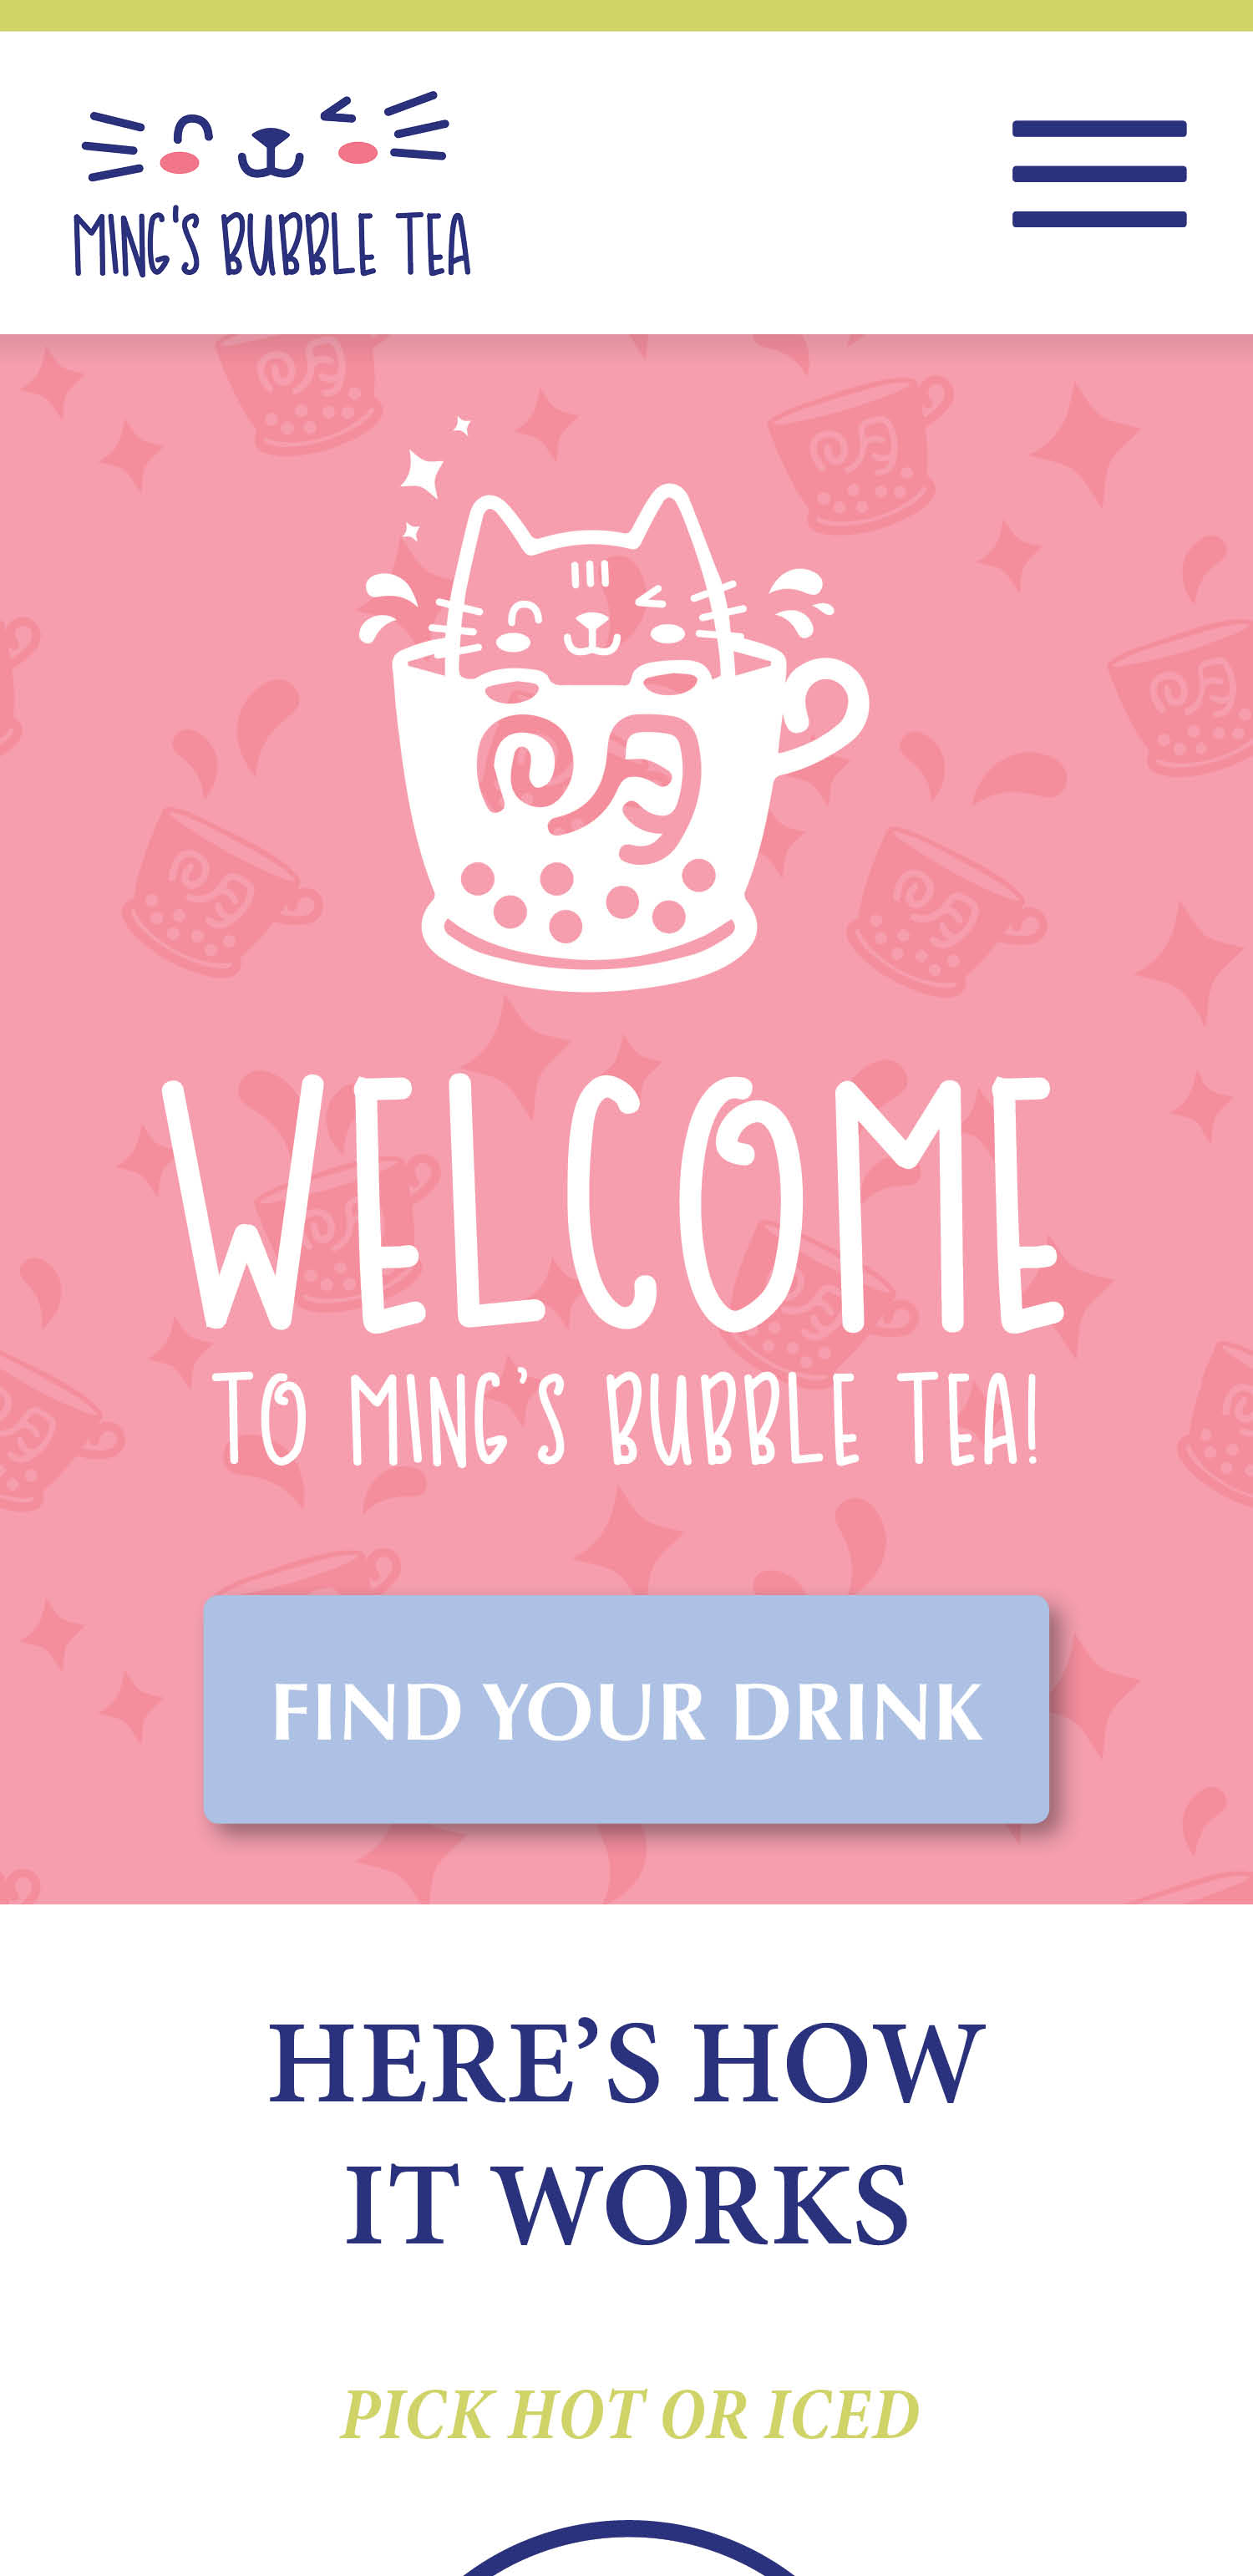 MING'S BUBBLE TEA
明
WELCOME
TO MING'S BUBBLE TEA!
FIND YOUR DRINK
HERE'S HOW
IT WORKS
PICK HOT OR ICED